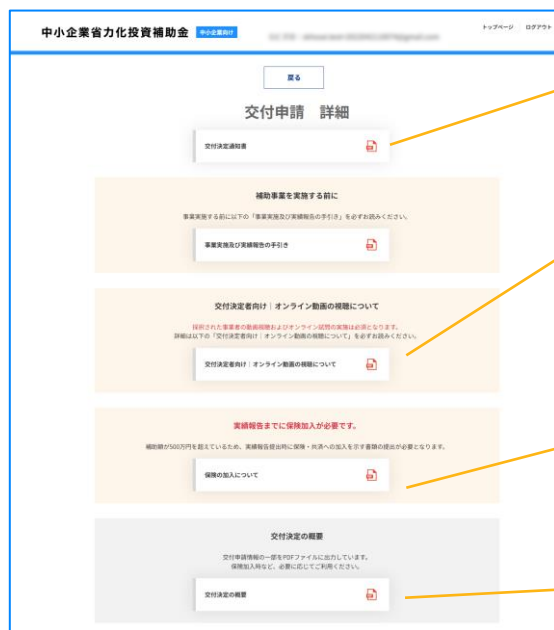 中小企業省力化投資補助金 中小企業向け
トップページ ログアウト
戻る
交付申請 詳細
交付決定通知書
補助事業を実施する前に
事業実施する前に以下の「事業実施及び実績報告の手引き」を必ずお読みください。
事業実施及び実績報告の手引き
交付決定者向け｜オンライン動画の視聴について
採択された事業者の動画視聴およびオンライン試問の実施は必須となります。
詳細は以下の「交付決定者向け｜オンライン動画の視聴について」を必ずお読みください。
交付決定者向け｜オンライン動画の視聴について
実績報告までに保険加入が必要です。
補助額が500万円を超えているため、実績報告提出時に保険・共済への加入を示す書類の提出が必要となります。
保険の加入について
交付決定の概要
交付申請情報の一部をPDFファイルに出力しています。
保険加入時など、必要に応じてご利用ください。
交付決定の概要